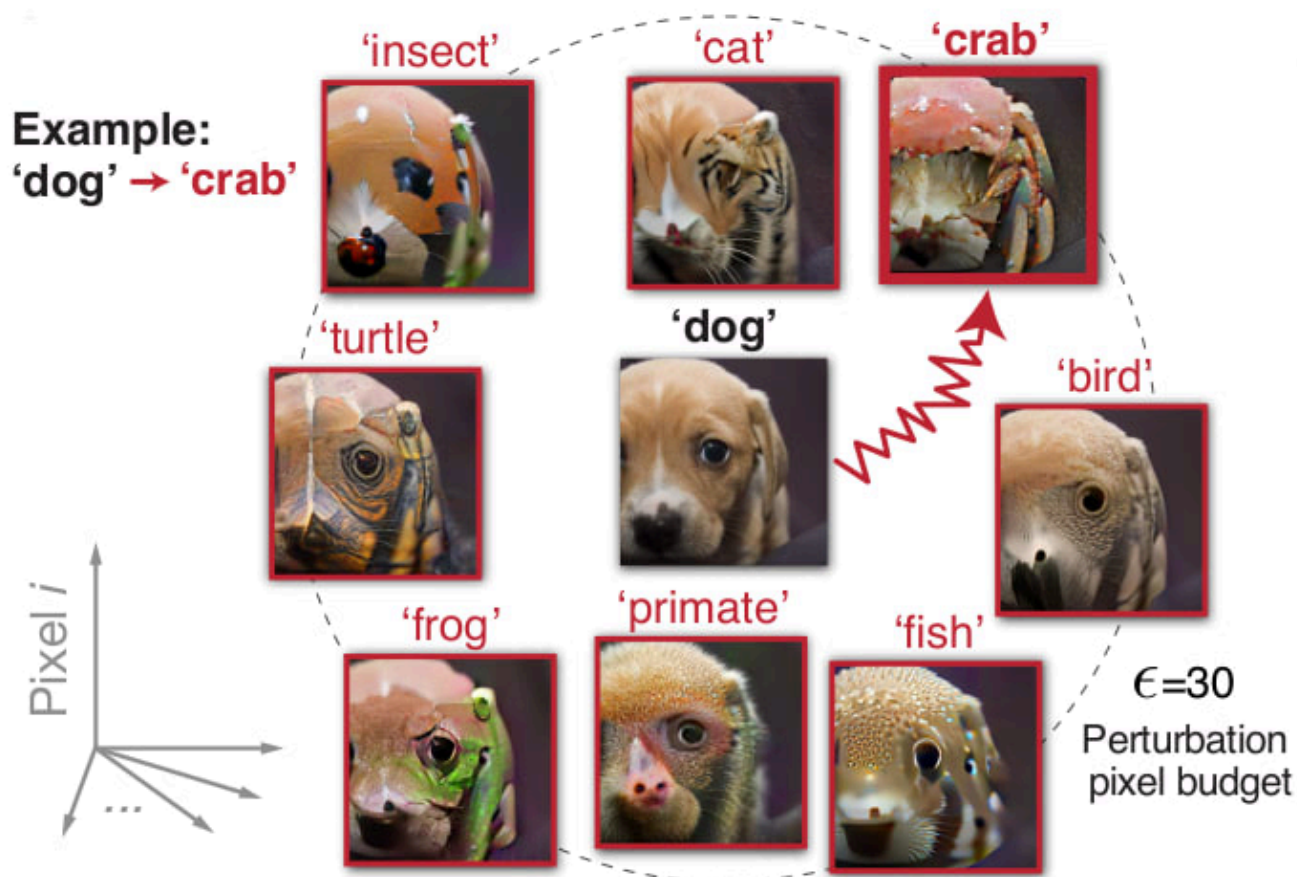 ‘insect’
‘cat’
‘crab’
Example:
‘dog’ → ‘crab’
‘turtle’
‘dog’
‘bird’
Pixel i
...
‘frog’
‘primate’
‘fish’
ϵ=30
Perturbation
pixel budget